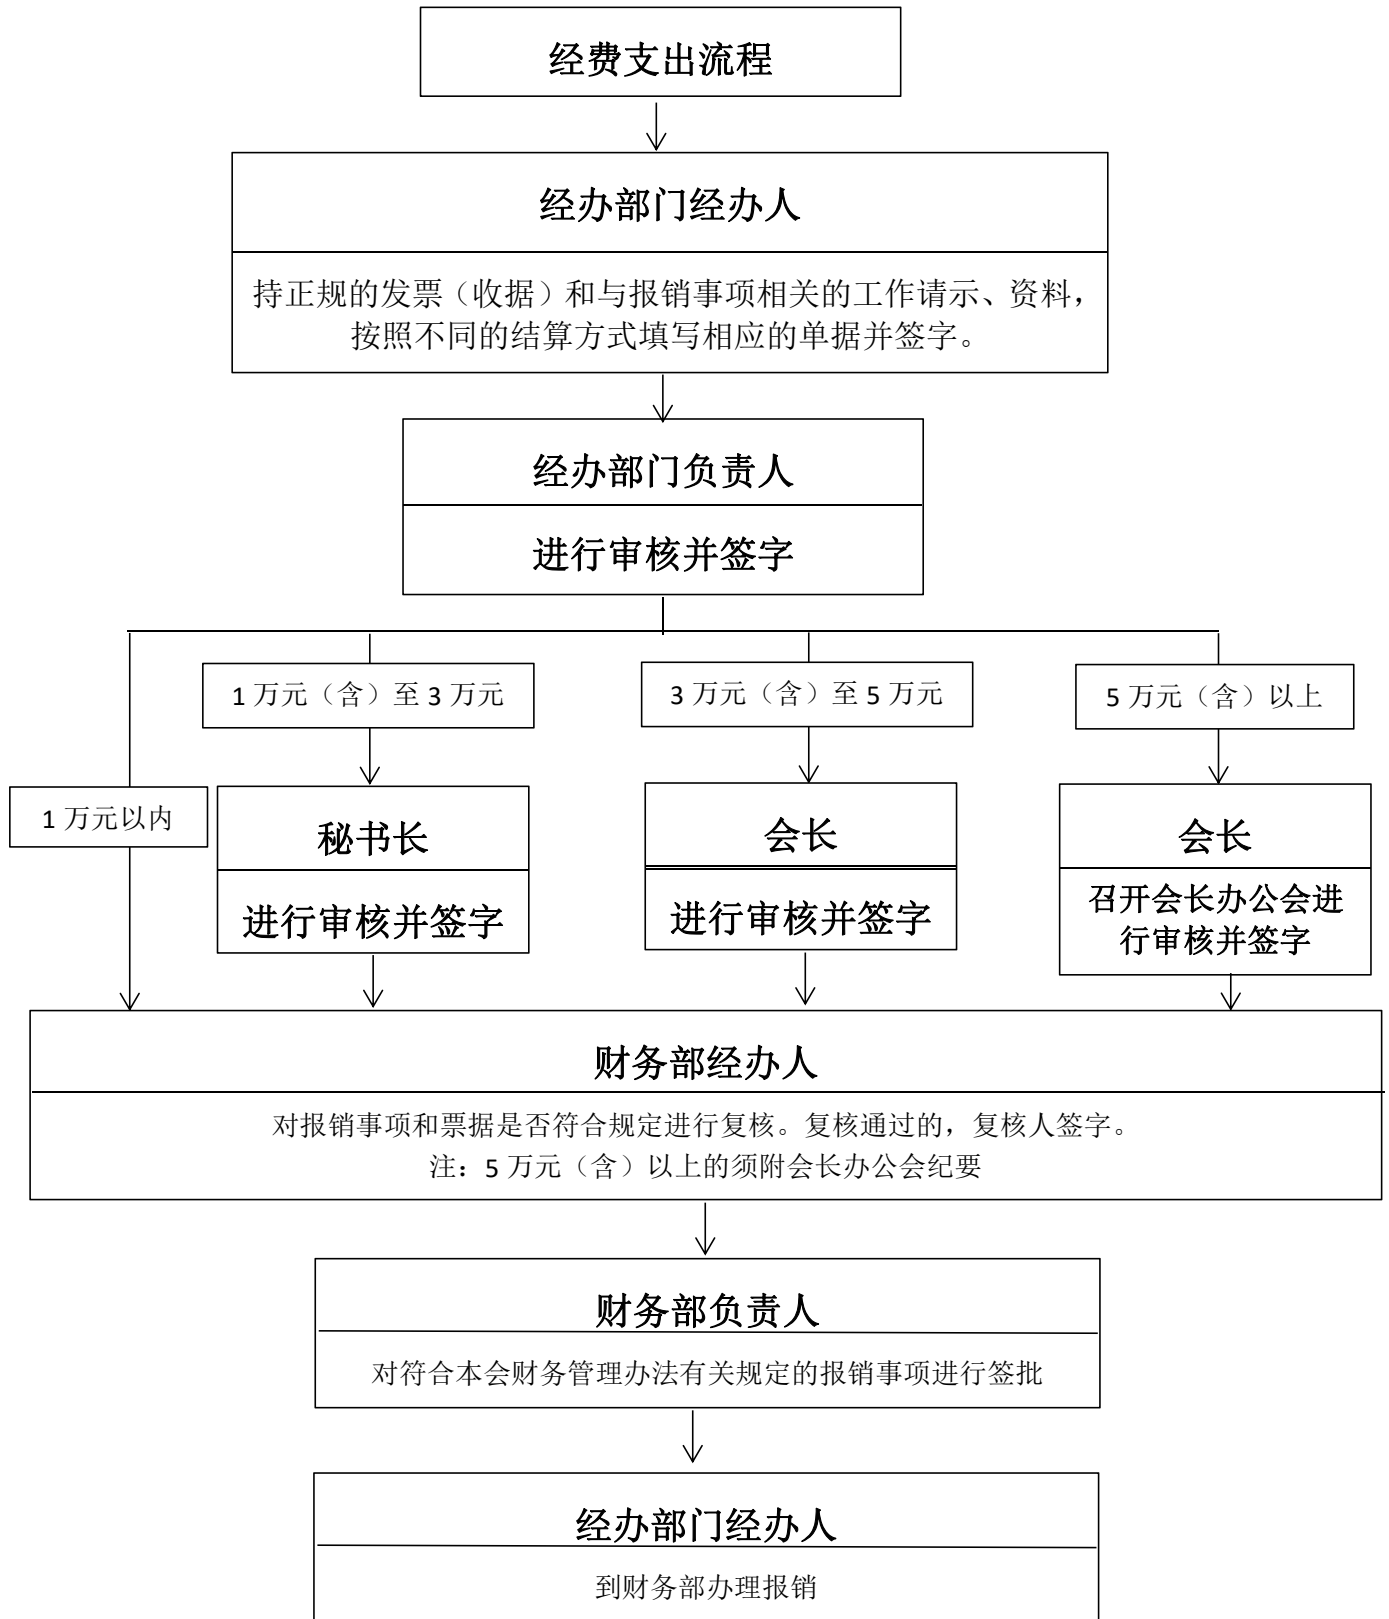 经费支出流程
经办部门经办人
持正规的发票（收据）和与报销事项相关的工作请示、资料，
按照不同的结算方式填写相应的单据并签字。
经办部门负责人
进行审核并签字
1 万元（含）至 3 万元
3 万元（含）至 5 万元
5 万元（含）以上
1 万元以内
秘书长
进行审核并签字
会长
进行审核并签字
会长
召开会长办公会进
行审核并签字
财务部经办人
对报销事项和票据是否符合规定进行复核。复核通过的，复核人签字。
注：5 万元（含）以上的须附会长办公会纪要
财务部负责人
对符合本会财务管理办法有关规定的报销事项进行签批
经办部门经办人
到财务部办理报销